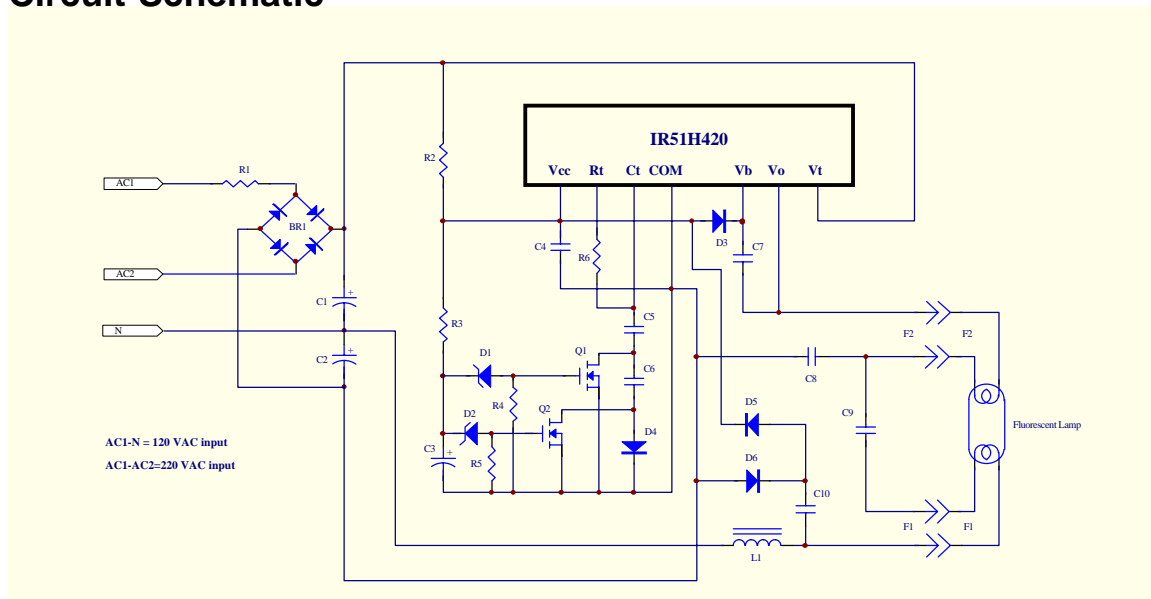 Circuit Schematic
IR51H420
Vcc Rt Ct COM Vb Vo Vt
R1
R2
AC1
BR1
AC2
D3
C4
R6
C7
C1
+
N
R3
C5
F2 F2
C2
+
D1
Q1
C6
C8
R4
Q2
D5
C9
D2
Fluorescent Lamp
D4
AC1-N = 120 VAC input
C3
+
R5
D6
AC1-AC2=220 VAC input
C10
F1 F1
L1